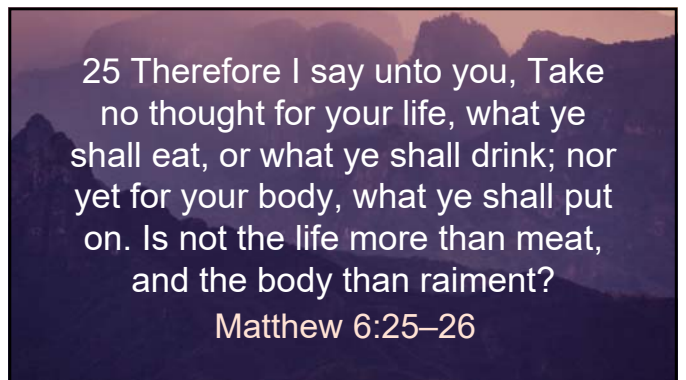 25 Therefore I say unto you, Take
no thought for your life, what ye
shall eat, or what ye shall drink; nor
yet for your body, what ye shall put
on. Is not the life more than meat,
and the body than raiment?
Matthew 6:25–26